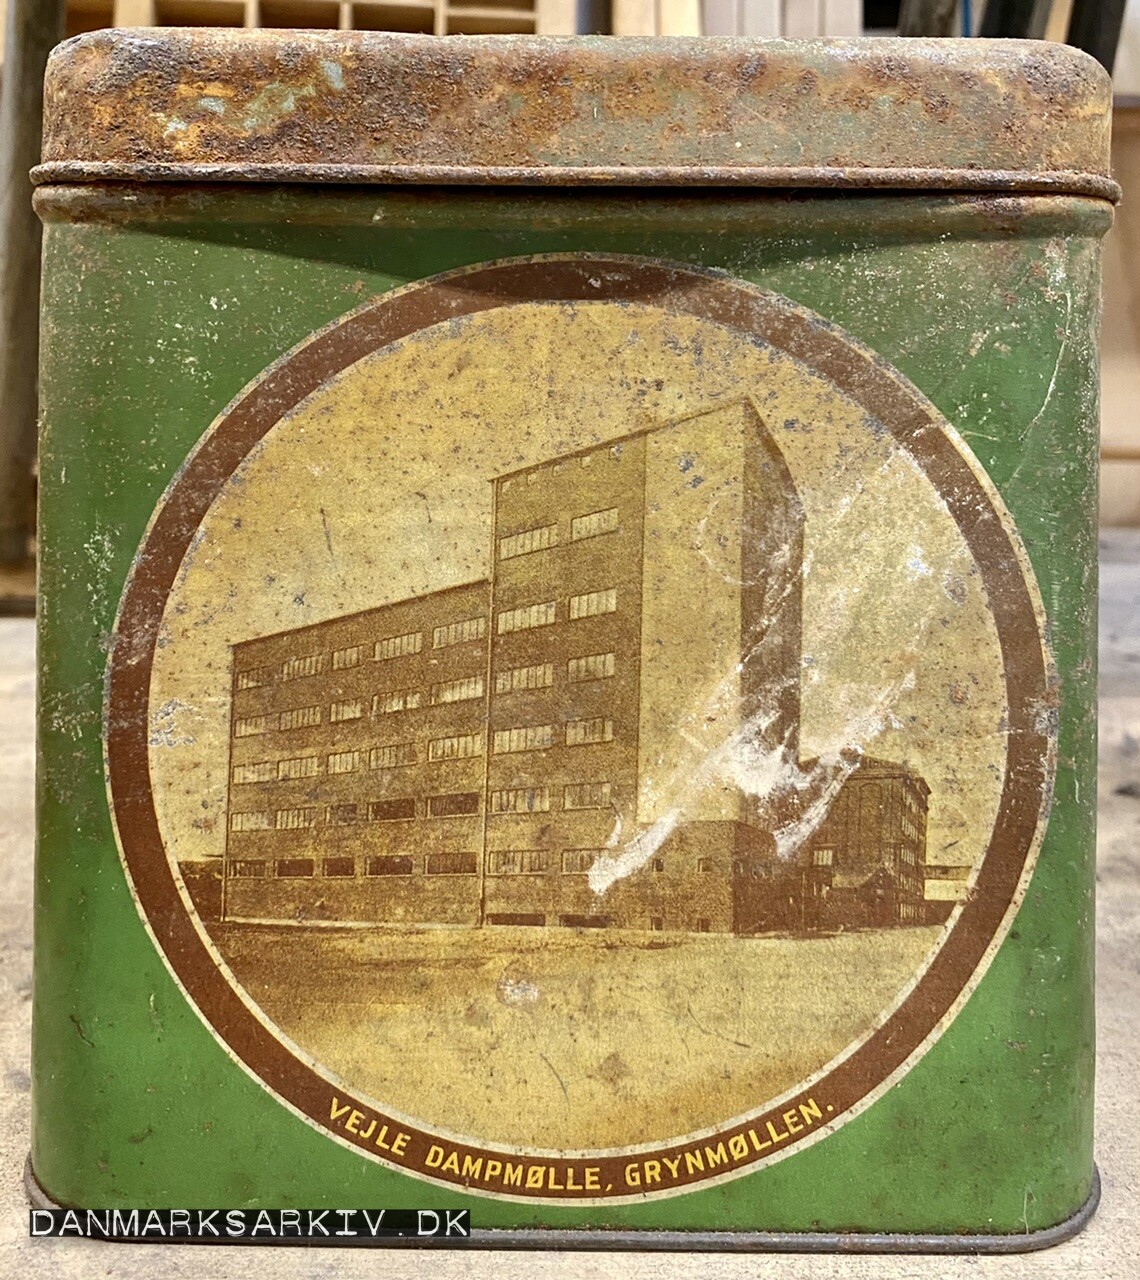 VEJLE DAMPMØLLE, GRYNMØLLEN.
DANMARKSARKIV.DK